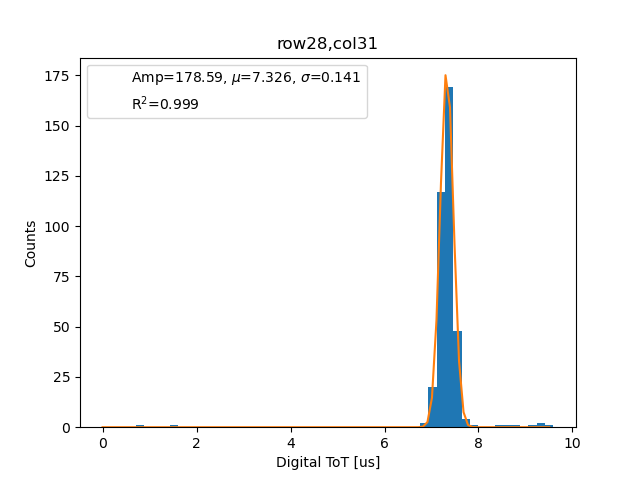 row28,col31
Amp=178.59, μ=7.326, σ=0.141
R²=0.999
175
150
125
100
75
50
25
0
Counts
0 2 4 6 8 10
Digital ToT [us]